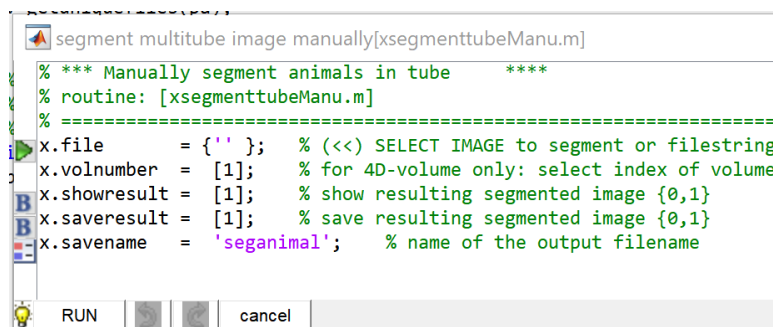 segment multitube image manually[xsegmenttubeManu.m]
% *** Manually segment animals in tube     ****
% routine: [xsegmenttubeManu.m]
% ====================================================================
x.file       = {'' };   % (<<) SELECT IMAGE to segment or filestring
x.volnumber  =  [1];    % for 4D-volume only: select index of volume
x.showresult =  [1];    % show resulting segmented image {0,1}
x.saveresult =  [1];    % save resulting segmented image {0,1}
x.savename   =  'seganimal';    % name of the output filename
B
B
RUN cancel